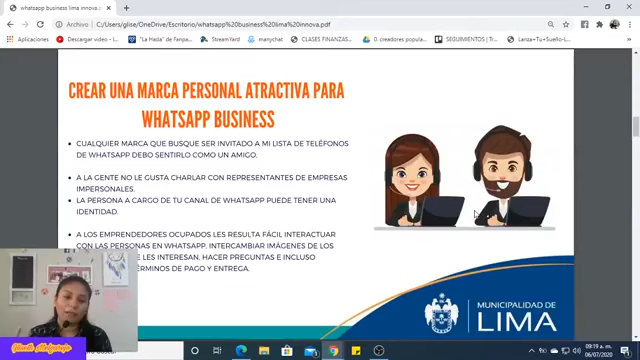 whatsapp business lima innova.pdf
Archivo C:/Users/glise/OneDrive/Escritorio/whatsapp%20business%20lima%20innova.pdf
Aplicaciones Descargar video - l... "La Hada" de Fanpa... StreamYard manychat CLASES FINANZAS... 0. creadores popular... SEGUIMIENTOS | Tr... Lanza+Tu+Sueño-L...
CREAR UNA MARCA PERSONAL ATRACTIVA PARA
WHATSAPP BUSINESS
CUALQUIER MARCA QUE BUSQUE SER INVITADO A MI LISTA DE TELÉFONOS
DE WHATSAPP DEBO SENTIRLO COMO UN AMIGO.
A LA GENTE NO LE GUSTA CHARLAR CON REPRESENTANTES DE EMPRESAS
IMPERSONALES.
LA PERSONA A CARGO DE TU CANAL DE WHATSAPP PUEDE TENER UNA
IDENTIDAD.
A LOS EMPRENDEDORES OCUPADOS LES RESULTA FÁCIL INTERACTUAR
CON LAS PERSONAS EN WHATSAPP. INTERCAMBIAR IMÁGENES DE LOS
LES INTERESAN, HACER PREGUNTAS E INCLUSO
TÉRMINOS DE PAGO Y ENTREGA.
MUNICIPALIDAD DE
LIMA
09:19 a. m.
06/07/2020